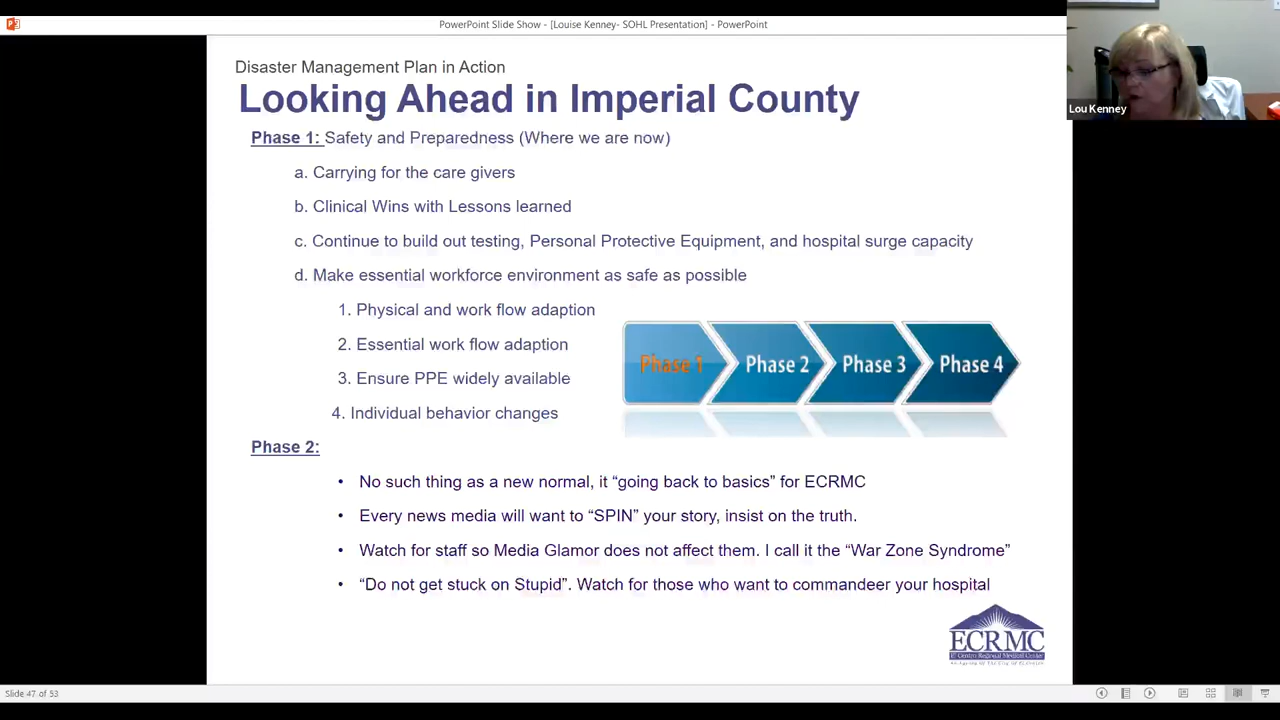 PowerPoint Slide Show - [Louise Kenney- SOHL Presentation] - PowerPoint
Lou Kenney
Disaster Management Plan in Action
Looking Ahead in Imperial County
Phase 1: Safety and Preparedness (Where we are now)
a. Carrying for the care givers
b. Clinical Wins with Lessons learned
c. Continue to build out testing, Personal Protective Equipment, and hospital surge capacity
d. Make essential workforce environment as safe as possible
1. Physical and work flow adaption
2. Essential work flow adaption
3. Ensure PPE widely available
4. Individual behavior changes
Phase 1 Phase 2 Phase 3 Phase 4
Phase 2:
• No such thing as a new normal, it “going back to basics” for ECRMC
• Every news media will want to “SPIN” your story, insist on the truth.
• Watch for staff so Media Glamor does not affect them. I call it the “War Zone Syndrome”
• “Do not get stuck on Stupid”. Watch for those who want to commandeer your hospital
ECRMC
El Centro Regional Medical Center
Slide 47 of 53